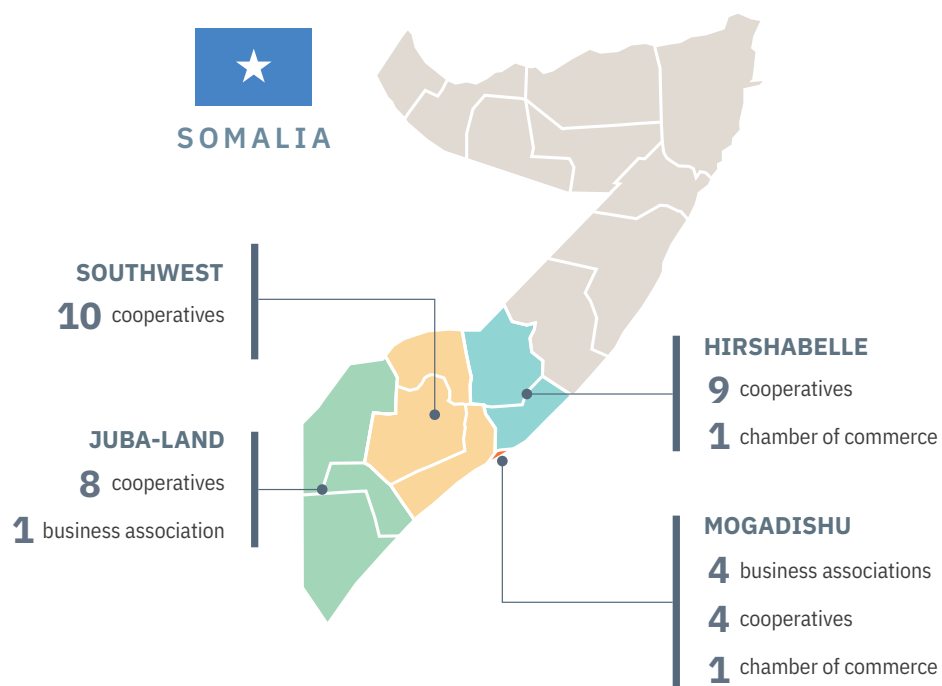 SOMALIA
SOUTHWEST
10 cooperatives
JUBA-LAND
8 cooperatives
1 business association
HIRSHABELLE
9 cooperatives
1 chamber of commerce
MOGADISHU
4 business associations
4 cooperatives
1 chamber of commerce